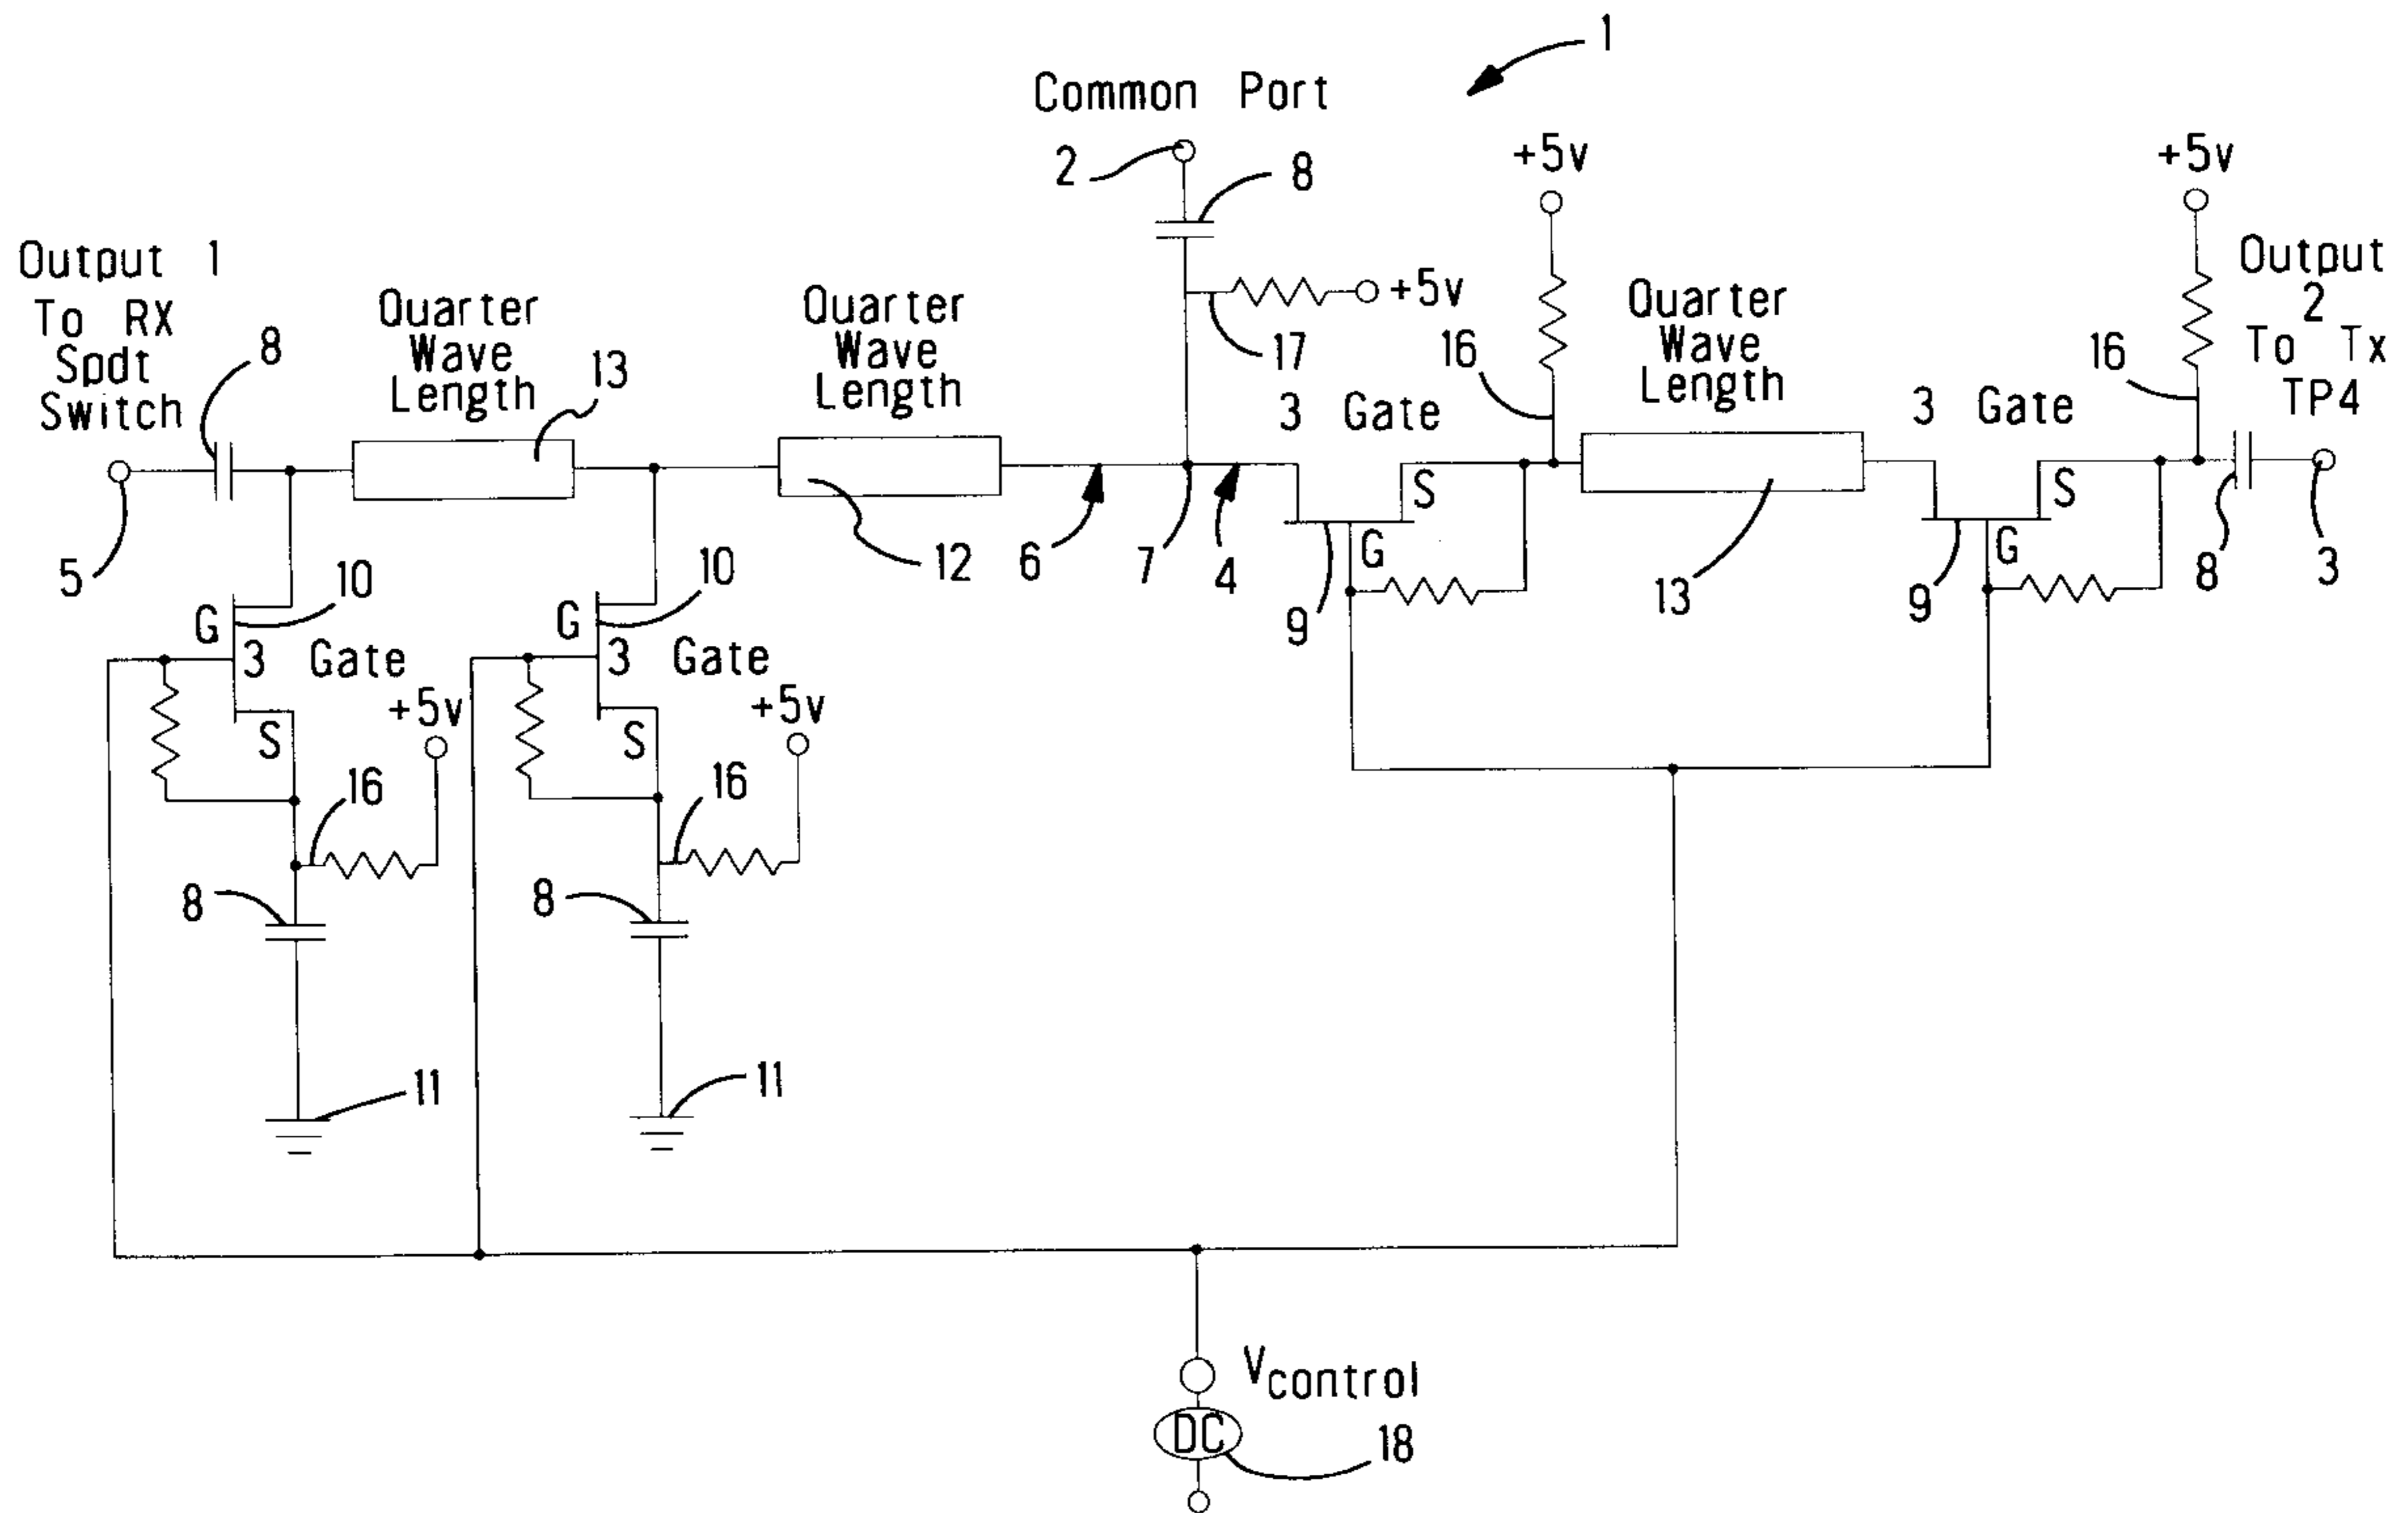 1
Common Port
2
8
+5v
+5v
+5v
17
16
16
Output 1
To RX
Spdt
Switch
8
5
Quarter
Wave
Length
13
Quarter
Wave
Length
12
6
7
4
3 Gate
S
G
9
Quarter
Wave
Length
13
3 Gate
S
G
9
Output
2
To Tx
TP4
8
3
G
10
3 Gate
S
+5v
16
8
11
G
10
3 Gate
S
+5v
16
8
11
Vcontrol
DC
18